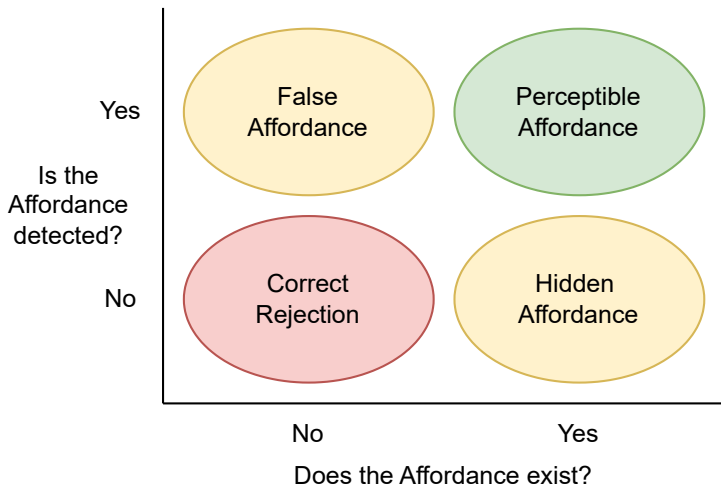 False
Affordance
Perceptible
Affordance
Yes
Is the
Affordance
detected?
Correct
Rejection
Hidden
Affordance
No
No
Yes
Does the Affordance exist?